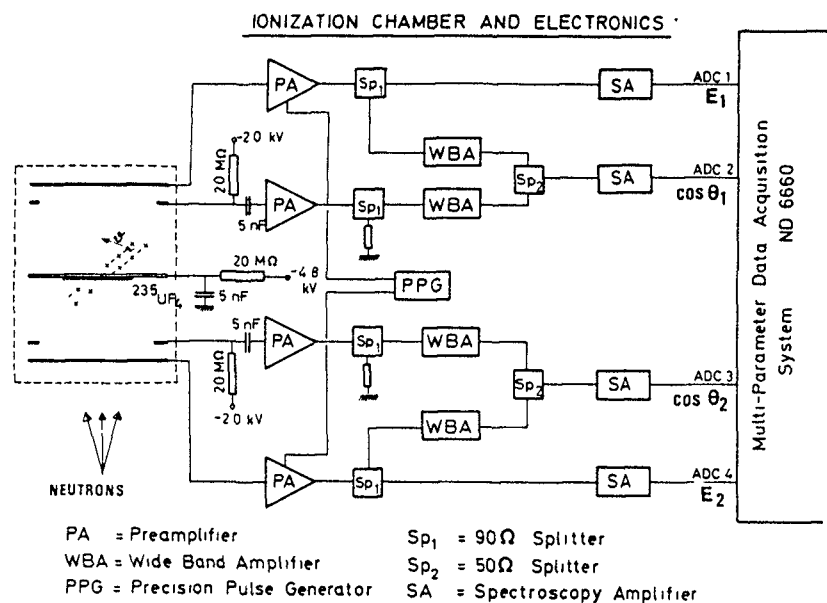 IONIZATION CHAMBER AND ELECTRONICS
PA
Sp1
SA
ADC 1
E1
-2.0 kV
20 MΩ
WBA
Sp2
SA
ADC 2
cos θ1
5 nF
PA
Sp1
WBA
ϑ
235UF4
20 MΩ
-4.8 kV
5 nF
PPG
5 nF
PA
Sp1
WBA
20 MΩ
-2.0 kV
Sp2
SA
ADC 3
cos θ2
WBA
PA
Sp1
SA
ADC 4
E2
Multi-Parameter Data Acquisition
System ND 6660
NEUTRONS
PA = Preamplifier
WBA = Wide Band Amplifier
PPG = Precision Pulse Generator
Sp1 = 90Ω Splitter
Sp2 = 50Ω Splitter
SA = Spectroscopy Amplifier